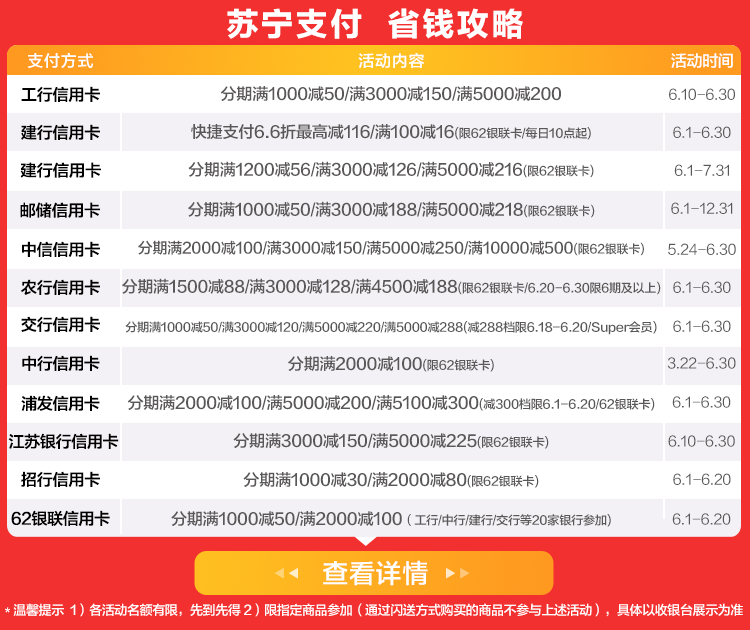 苏宁支付 省钱攻略
支付方式 活动内容 活动时间
工行信用卡 分期满1000减50/满3000减150/满5000减200 6.10-6.30
建行信用卡 快捷支付6.6折最高减116/满100减16(限62银联卡/每日10点起) 6.1-6.30
建行信用卡 分期满1200减56/满3000减126/满5000减216(限62银联卡) 6.1-7.31
邮储信用卡 分期满1000减50/满3000减188/满5000减218(限62银联卡) 6.1-12.31
中信信用卡 分期满2000减100/满3000减150/满5000减250/满10000减500(限62银联卡) 5.24-6.30
农行信用卡 分期满1500减88/满3000减128/满4500减188(限62银联卡/6.20-6.30限6期及以上) 6.1-6.30
交行信用卡 分期满1000减50/满3000减120/满5000减220/满5000减288(减288档限6.18-6.20/Super会员) 6.1-6.30
中行信用卡 分期满2000减100(限62银联卡) 3.22-6.30
浦发信用卡 分期满2000减100/满5000减200/满5100减300(减300档限6.1-6.20/62银联卡) 6.1-6.30
江苏银行信用卡 分期满3000减150/满5000减225(限62银联卡) 6.10-6.30
招行信用卡 分期满1000减30/满2000减80(限62银联卡) 6.1-6.20
62银联信用卡 分期满1000减50/满2000减100（工行/中行/建行/交行等20家银行参加) 6.1-6.20
查看详情
*温馨提示 1）各活动名额有限，先到先得 2）限指定商品参加（通过闪送方式购买的商品不参与上述活动），具体以收银台展示为准